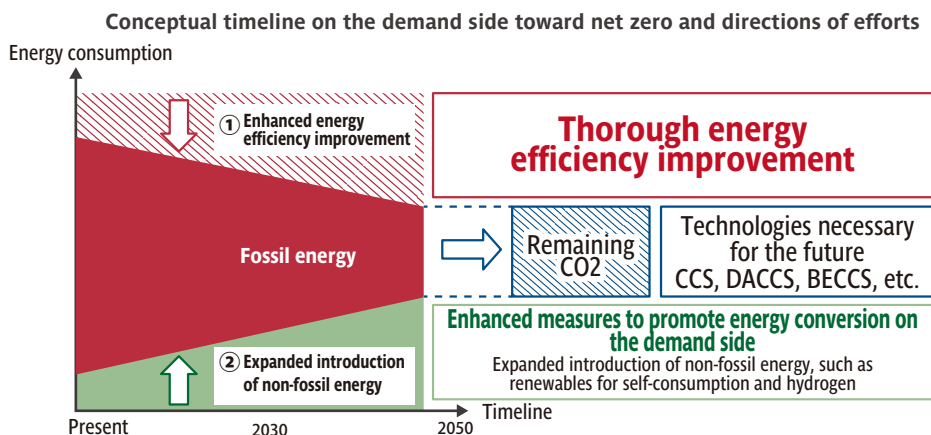 Conceptual timeline on the demand side toward net zero and directions of efforts
Energy consumption
① Enhanced energy
efficiency improvement
Thorough energy
efficiency improvement
Fossil energy
Remaining
CO2
Technologies necessary
for the future
CCS, DACCS, BECCS, etc.
② Expanded introduction
of non-fossil energy
Enhanced measures to promote energy conversion on
the demand side
Expanded introduction of non-fossil energy, such as
renewables for self-consumption and hydrogen
Timeline
Present
2030
2050